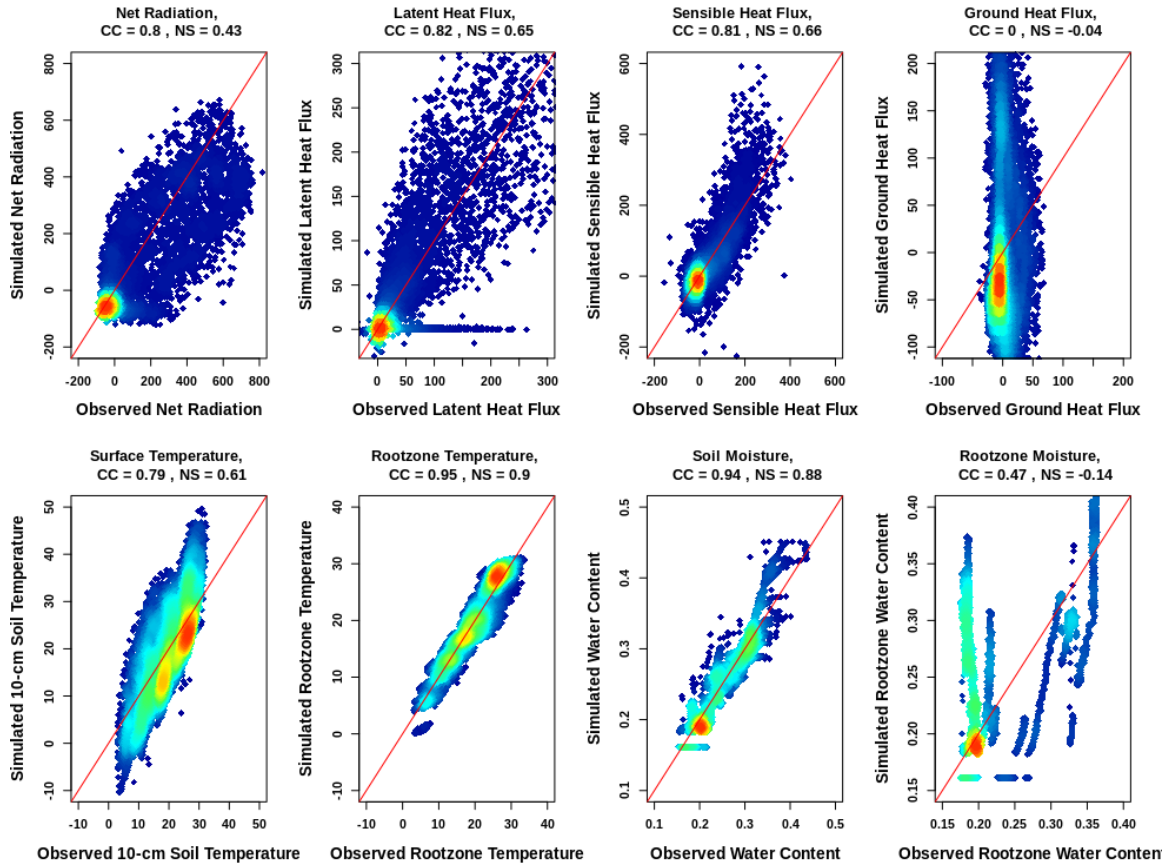 Net Radiation,
CC = 0.8 , NS = 0.43
Simulated Net Radiation
800
600
400
200
0
-200
-200 0 200 400 600 800
Observed Net Radiation
Latent Heat Flux,
CC = 0.82 , NS = 0.65
Simulated Latent Heat Flux
300
250
200
150
100
50
0
0 50 100 200 300
Observed Latent Heat Flux
Sensible Heat Flux,
CC = 0.81 , NS = 0.66
Simulated Sensible Heat Flux
600
400
200
0
-200
-200 0 200 400 600
Observed Sensible Heat Flux
Ground Heat Flux,
CC = 0 , NS = -0.04
Simulated Ground Heat Flux
200
150
100
50
0
-50
-100
-100 0 50 100 200
Observed Ground Heat Flux
Surface Temperature,
CC = 0.79 , NS = 0.61
Simulated 10-cm Soil Temperature
50
40
30
20
10
0
-10
-10 0 10 20 30 40 50
Observed 10-cm Soil Temperature
Rootzone Temperature,
CC = 0.95 , NS = 0.9
Simulated Rootzone Temperature
40
30
20
10
0
-10
-10 0 10 20 30 40
Observed Rootzone Temperature
Soil Moisture,
CC = 0.94 , NS = 0.88
Simulated Water Content
0.5
0.4
0.3
0.2
0.1
0.1 0.2 0.3 0.4 0.5
Observed Water Content
Rootzone Moisture,
CC = 0.47 , NS = -0.14
Simulated Rootzone Water Content
0.40
0.35
0.30
0.25
0.20
0.15
0.15 0.20 0.25 0.30 0.35 0.40
Observed Rootzone Water Content